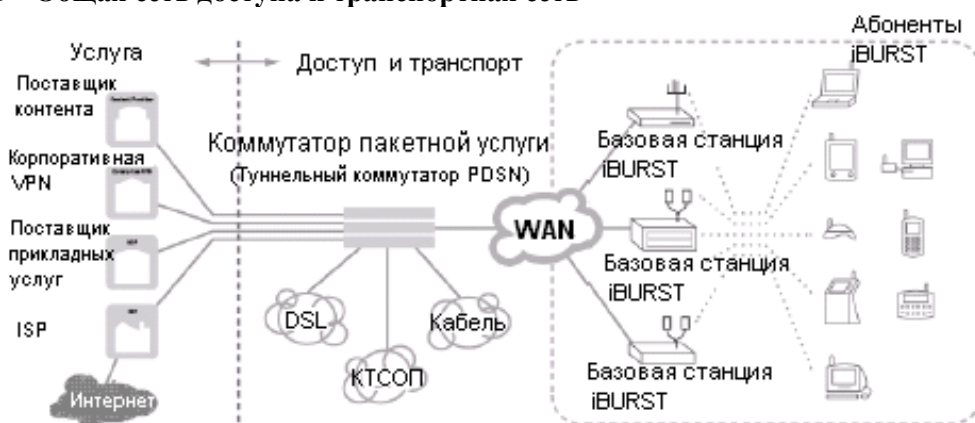 Общая сеть доступа и транспортная сеть
Услуга
Доступ и транспорт
Абоненты
iBURST
Поставщик
контента
Корпоративная
VPN
Поставщик
прикладных
услуг
ISP
Интернет
Коммутатор пакетной услуги
(Туннельный коммутатор PDSN)
DSL
КТСОП
Кабель
WAN
Базовая станция
iBURST
Базовая станция
iBURST
Базовая станция
iBURST